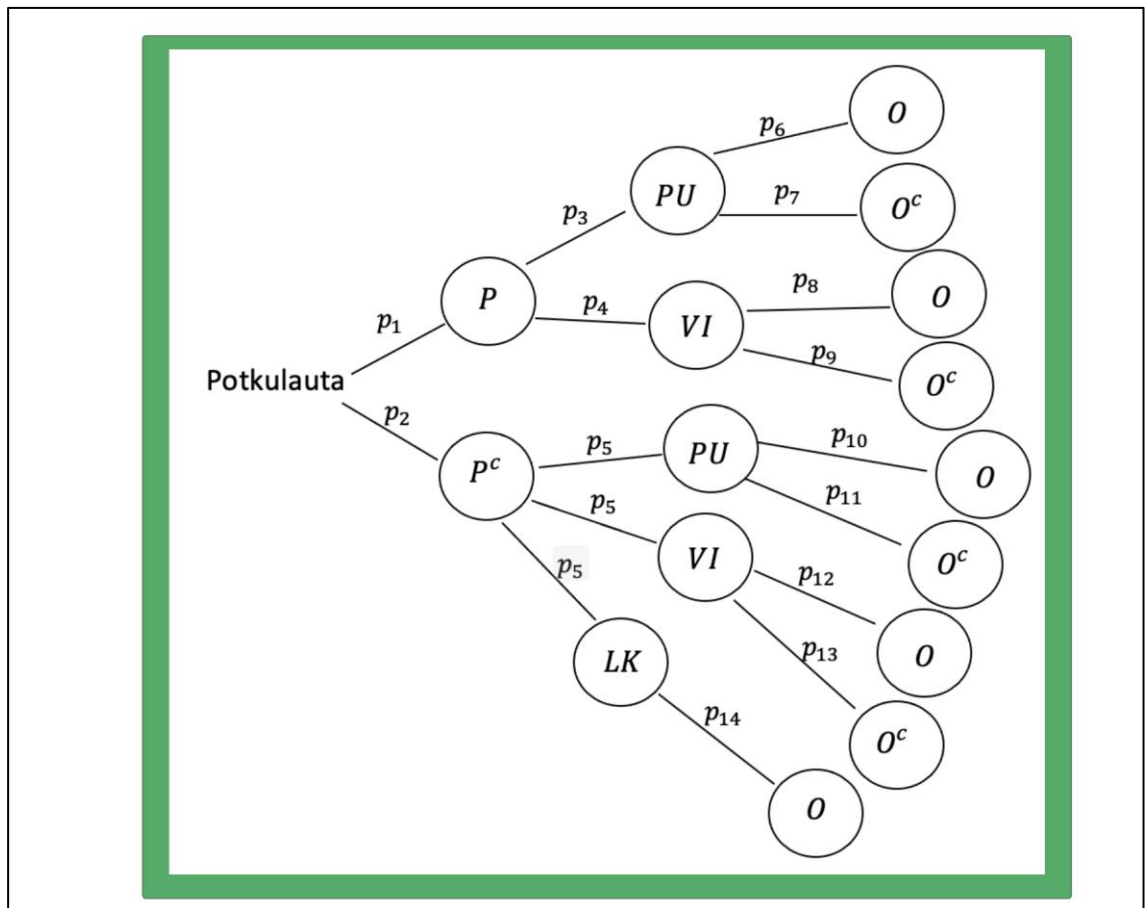 p₆
O
PU
p₇
Oᶜ
p₃
P
p₄
VI
p₈
O
p₉
Oᶜ
p₁
Potkulauta
p₂
Pᶜ
p₅
PU
p₁₀
O
p₁₁
Oᶜ
p₅
VI
p₁₂
O
p₁₃
Oᶜ
p₅
LK
p₁₄
O